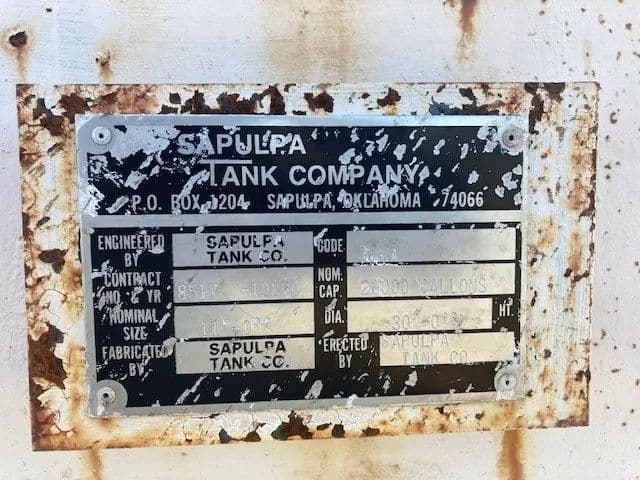 SAPULPA
TANK COMPANY
P.O. BOX 1204 SAPULPA, OKLAHOMA 74066
ENGINEERED BY SAPULPA TANK CO. CODE
CONTRACT NO. & YR NOM. CAP. GALLONS
NOMINAL SIZE DIA. HT.
FABRICATED BY SAPULPA TANK CO. ERECTED BY SAPULPA TANK CO.